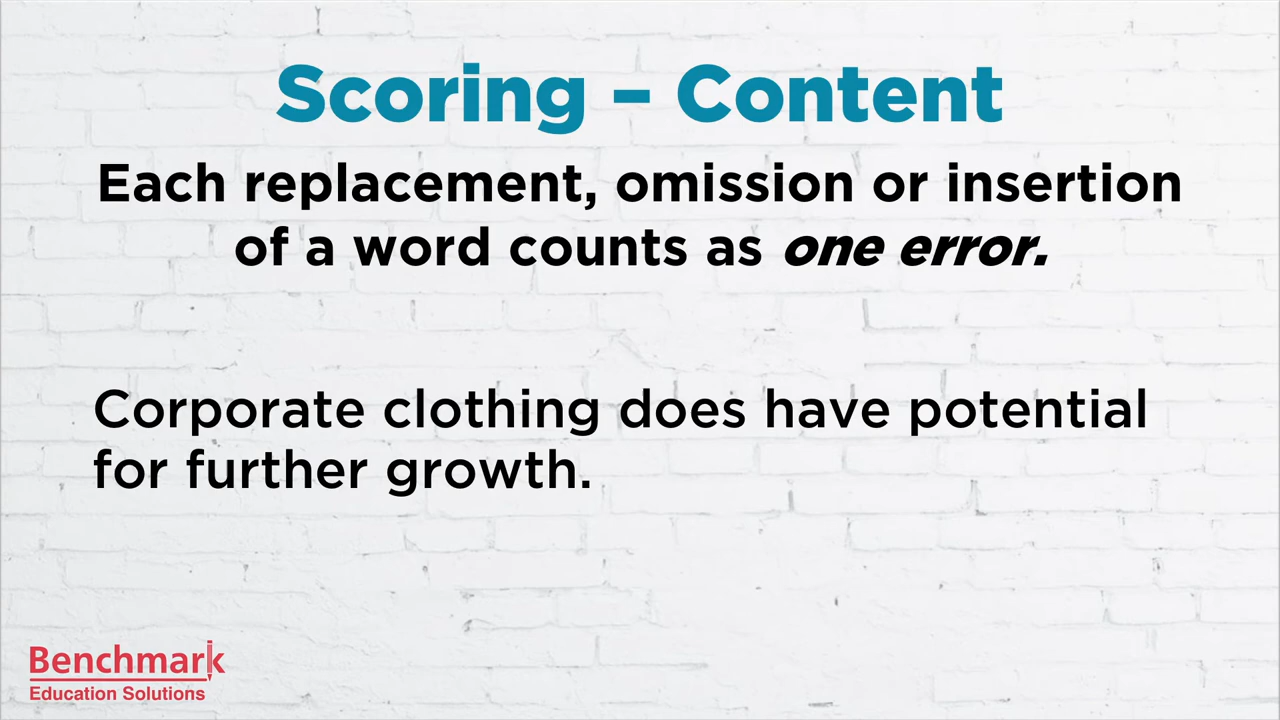 Scoring – Content
Each replacement, omission or insertion
of a word counts as one error.
Corporate clothing does have potential
for further growth.
Benchmark
Education Solutions